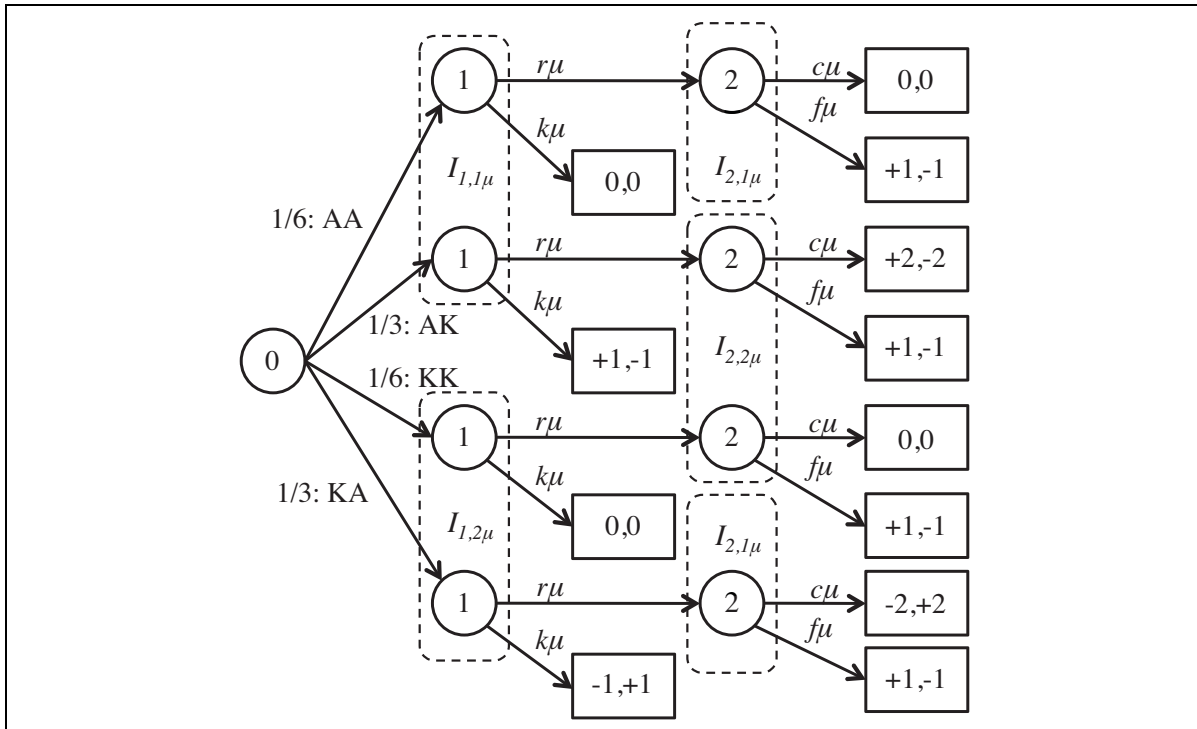 1 rμ 2 cμ 0,0
fμ
kμ
I1,1μ 0,0 I2,1μ +1,-1
1/6: AA
1 rμ 2 cμ +2,-2
fμ
kμ
1/3: AK
0 +1,-1 I2,2μ +1,-1
1/6: KK
1 rμ 2 cμ 0,0
fμ
kμ
1/3: KA
I1,2μ 0,0 I2,1μ +1,-1
1 rμ 2 cμ -2,+2
fμ
kμ
-1,+1 +1,-1